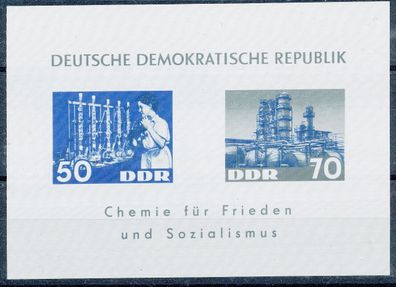 DEUTSCHE DEMOKRATISCHE REPUBLIK
50 DDR
DDR 70
Chemie für Frieden
und Sozialismus